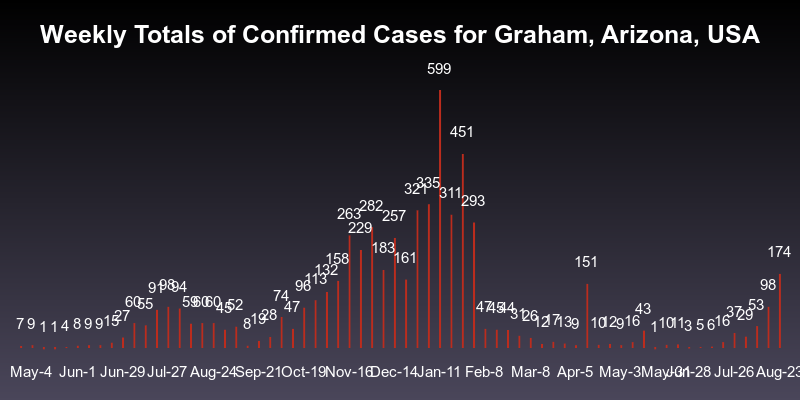 Weekly Totals of Confirmed Cases for Graham, Arizona, USA
7 9 1 1 4 8 9 9 15 27 60 55 91 98 94 59 60 60 45 52 8 19 28 74 47 96 113 132 158 263 229 282 183 257 161 321 335 599 311 451 293 47 45 44 31 26 12 17 13 9 151 10 12 9 16 43 1 10 11 3 5 6 16 37 29 53 98 174
May-4 Jun-1 Jun-29 Jul-27 Aug-24 Sep-21 Oct-19 Nov-16 Dec-14 Jan-11 Feb-8 Mar-8 Apr-5 May-3 May-31 Jun-28 Jul-26 Aug-23